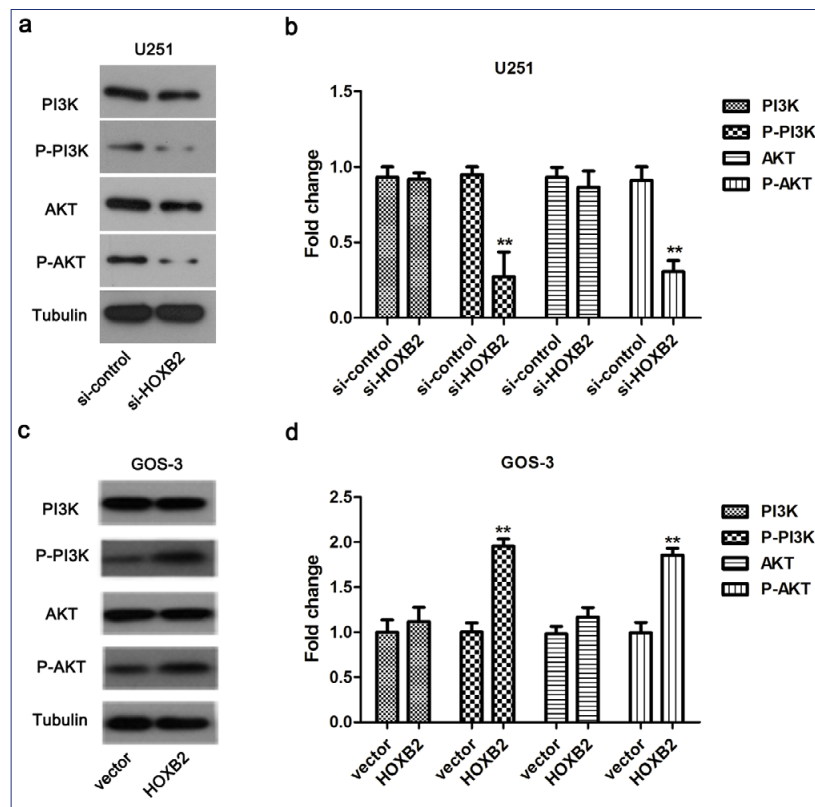 a
U251
PI3K
P-PI3K
AKT
P-AKT
Tubulin
si-control
si-HOXB2
b
U251
Fold change
1.5
1.0
0.5
0.0
**
**
si-control
si-HOXB2
si-control
si-HOXB2
si-control
si-HOXB2
si-control
si-HOXB2
PI3K
P-PI3K
AKT
P-AKT
c
GOS-3
PI3K
P-PI3K
AKT
P-AKT
Tubulin
vector
HOXB2
d
GOS-3
Fold change
2.5
2.0
1.5
1.0
0.5
0.0
**
**
vector
HOXB2
vector
HOXB2
vector
HOXB2
vector
HOXB2
PI3K
P-PI3K
AKT
P-AKT